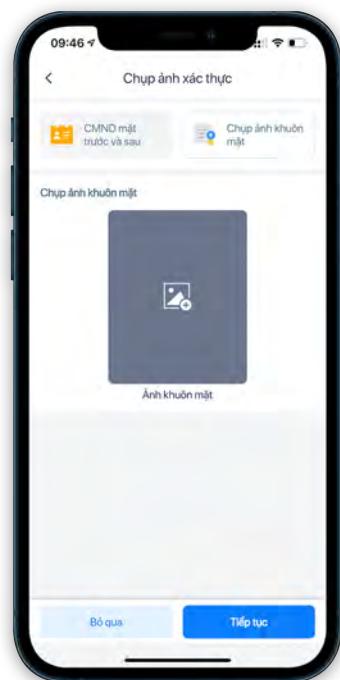 09:46
Chụp ảnh xác thực
CMND mặt
trước và sau
Chụp ảnh khuôn
mặt
Chụp ảnh khuôn mặt
Ảnh khuôn mặt
Bỏ qua
Tiếp tục